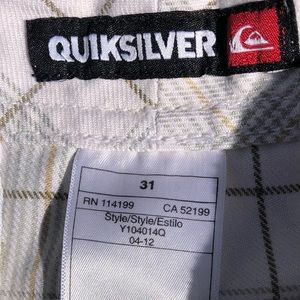 QUIKSILVER
31
RN 114199 CA 52199
Style/Style/Estilo
Y104014Q
04-12